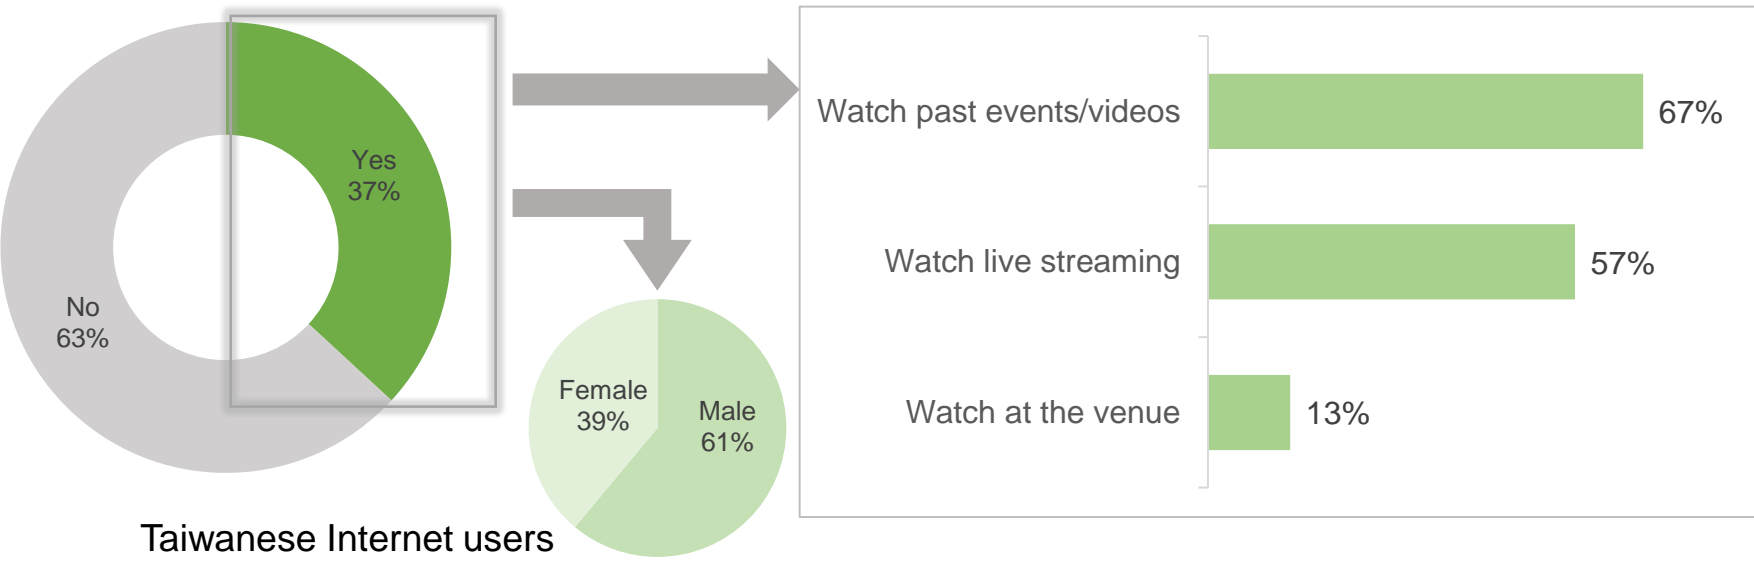 Yes
37%
No
63%
Female
39%
Male
61%
Taiwanese Internet users
Watch past events/videos
67%
Watch live streaming
57%
Watch at the venue
13%